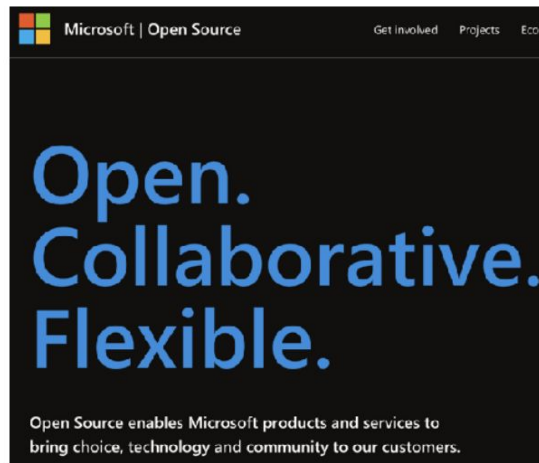 Microsoft | Open Source
Get involved Projects Eco
Open.
Collaborative.
Flexible.
Open Source enables Microsoft products and services to
bring choice, technology and community to our customers.